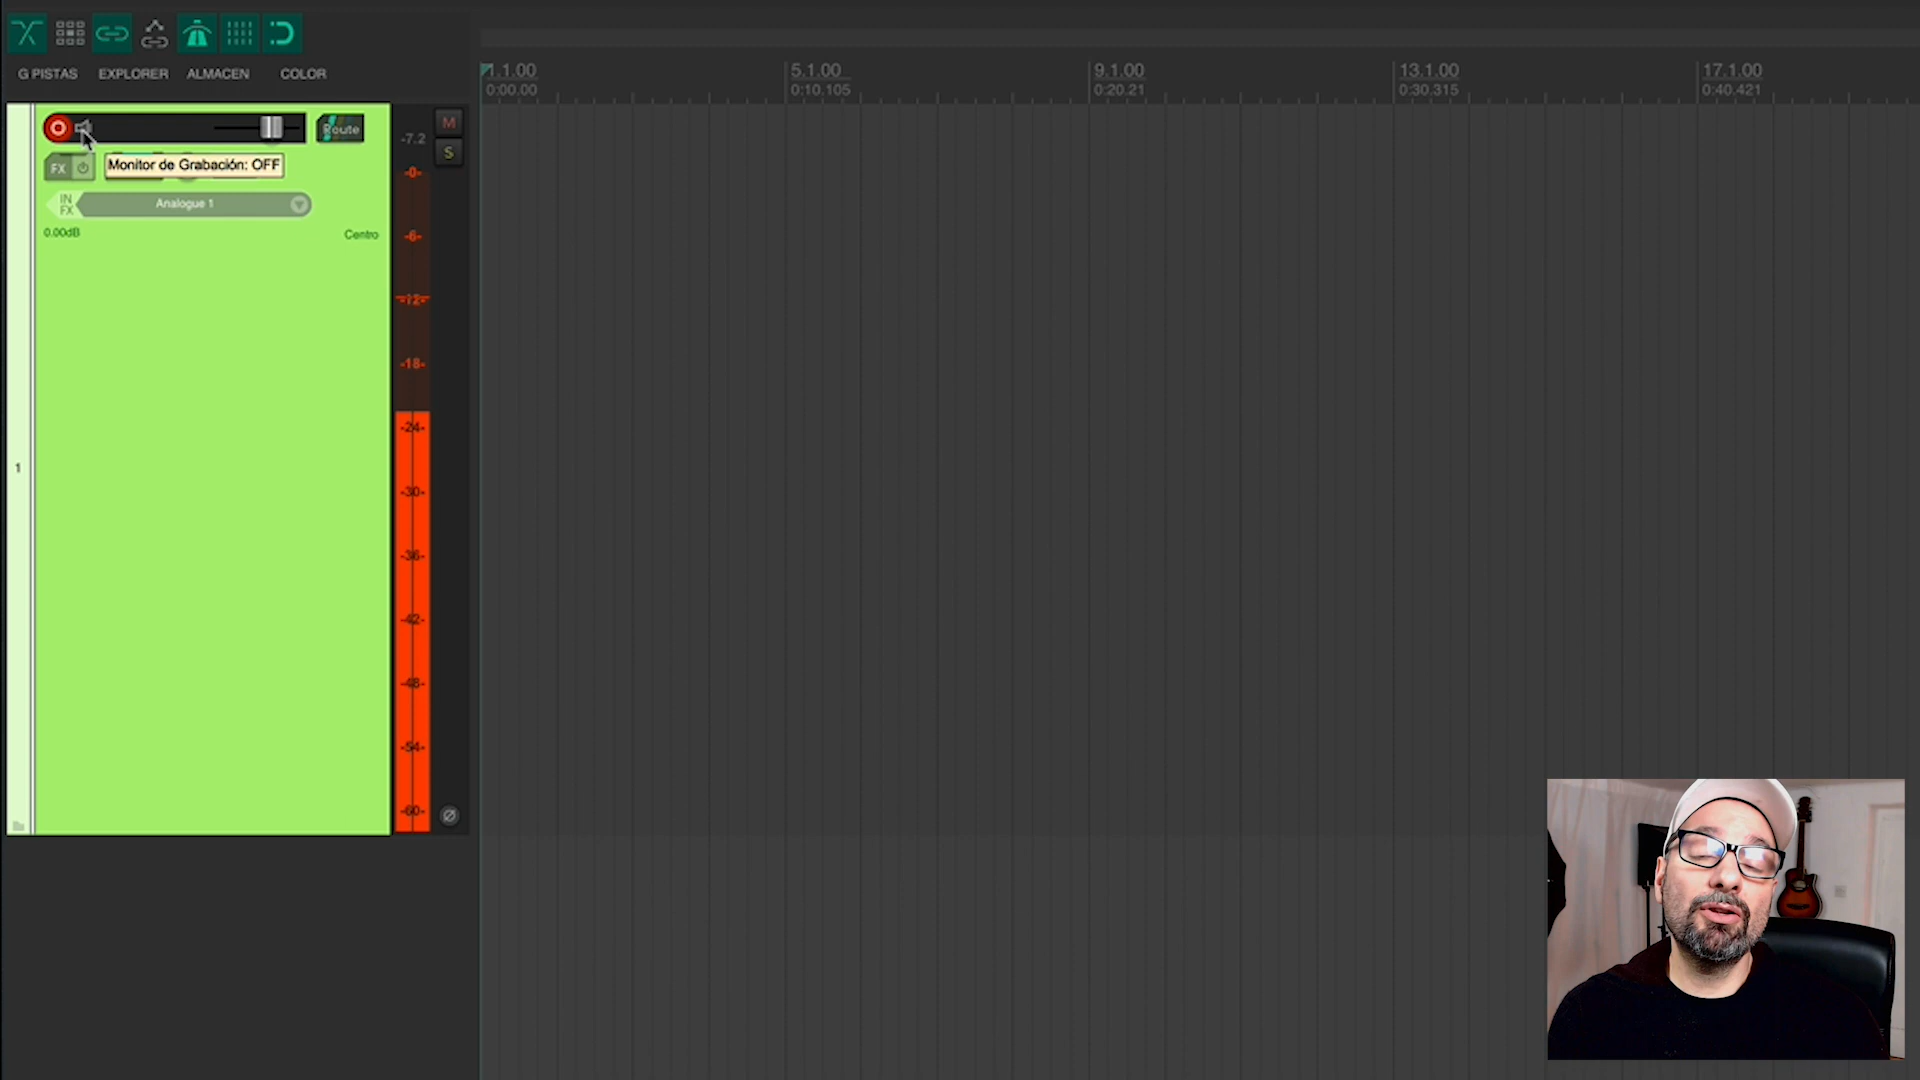 G PISTAS EXPLORER ALMACEN COLOR
1.1.00 5.1.00 9.1.00 13.1.00 17.1.00
0:00.00 0:10.105 0:20.21 0:30.315 0:40.421
Route
-7.2
M
S
FX
Monitor de Grabación: OFF
IN
FX
Analogue 1
0.00dB
Centro
-0-
-6-
-12-
-18-
-24-
-30-
-36-
-42-
-48-
-54-
-60-
1